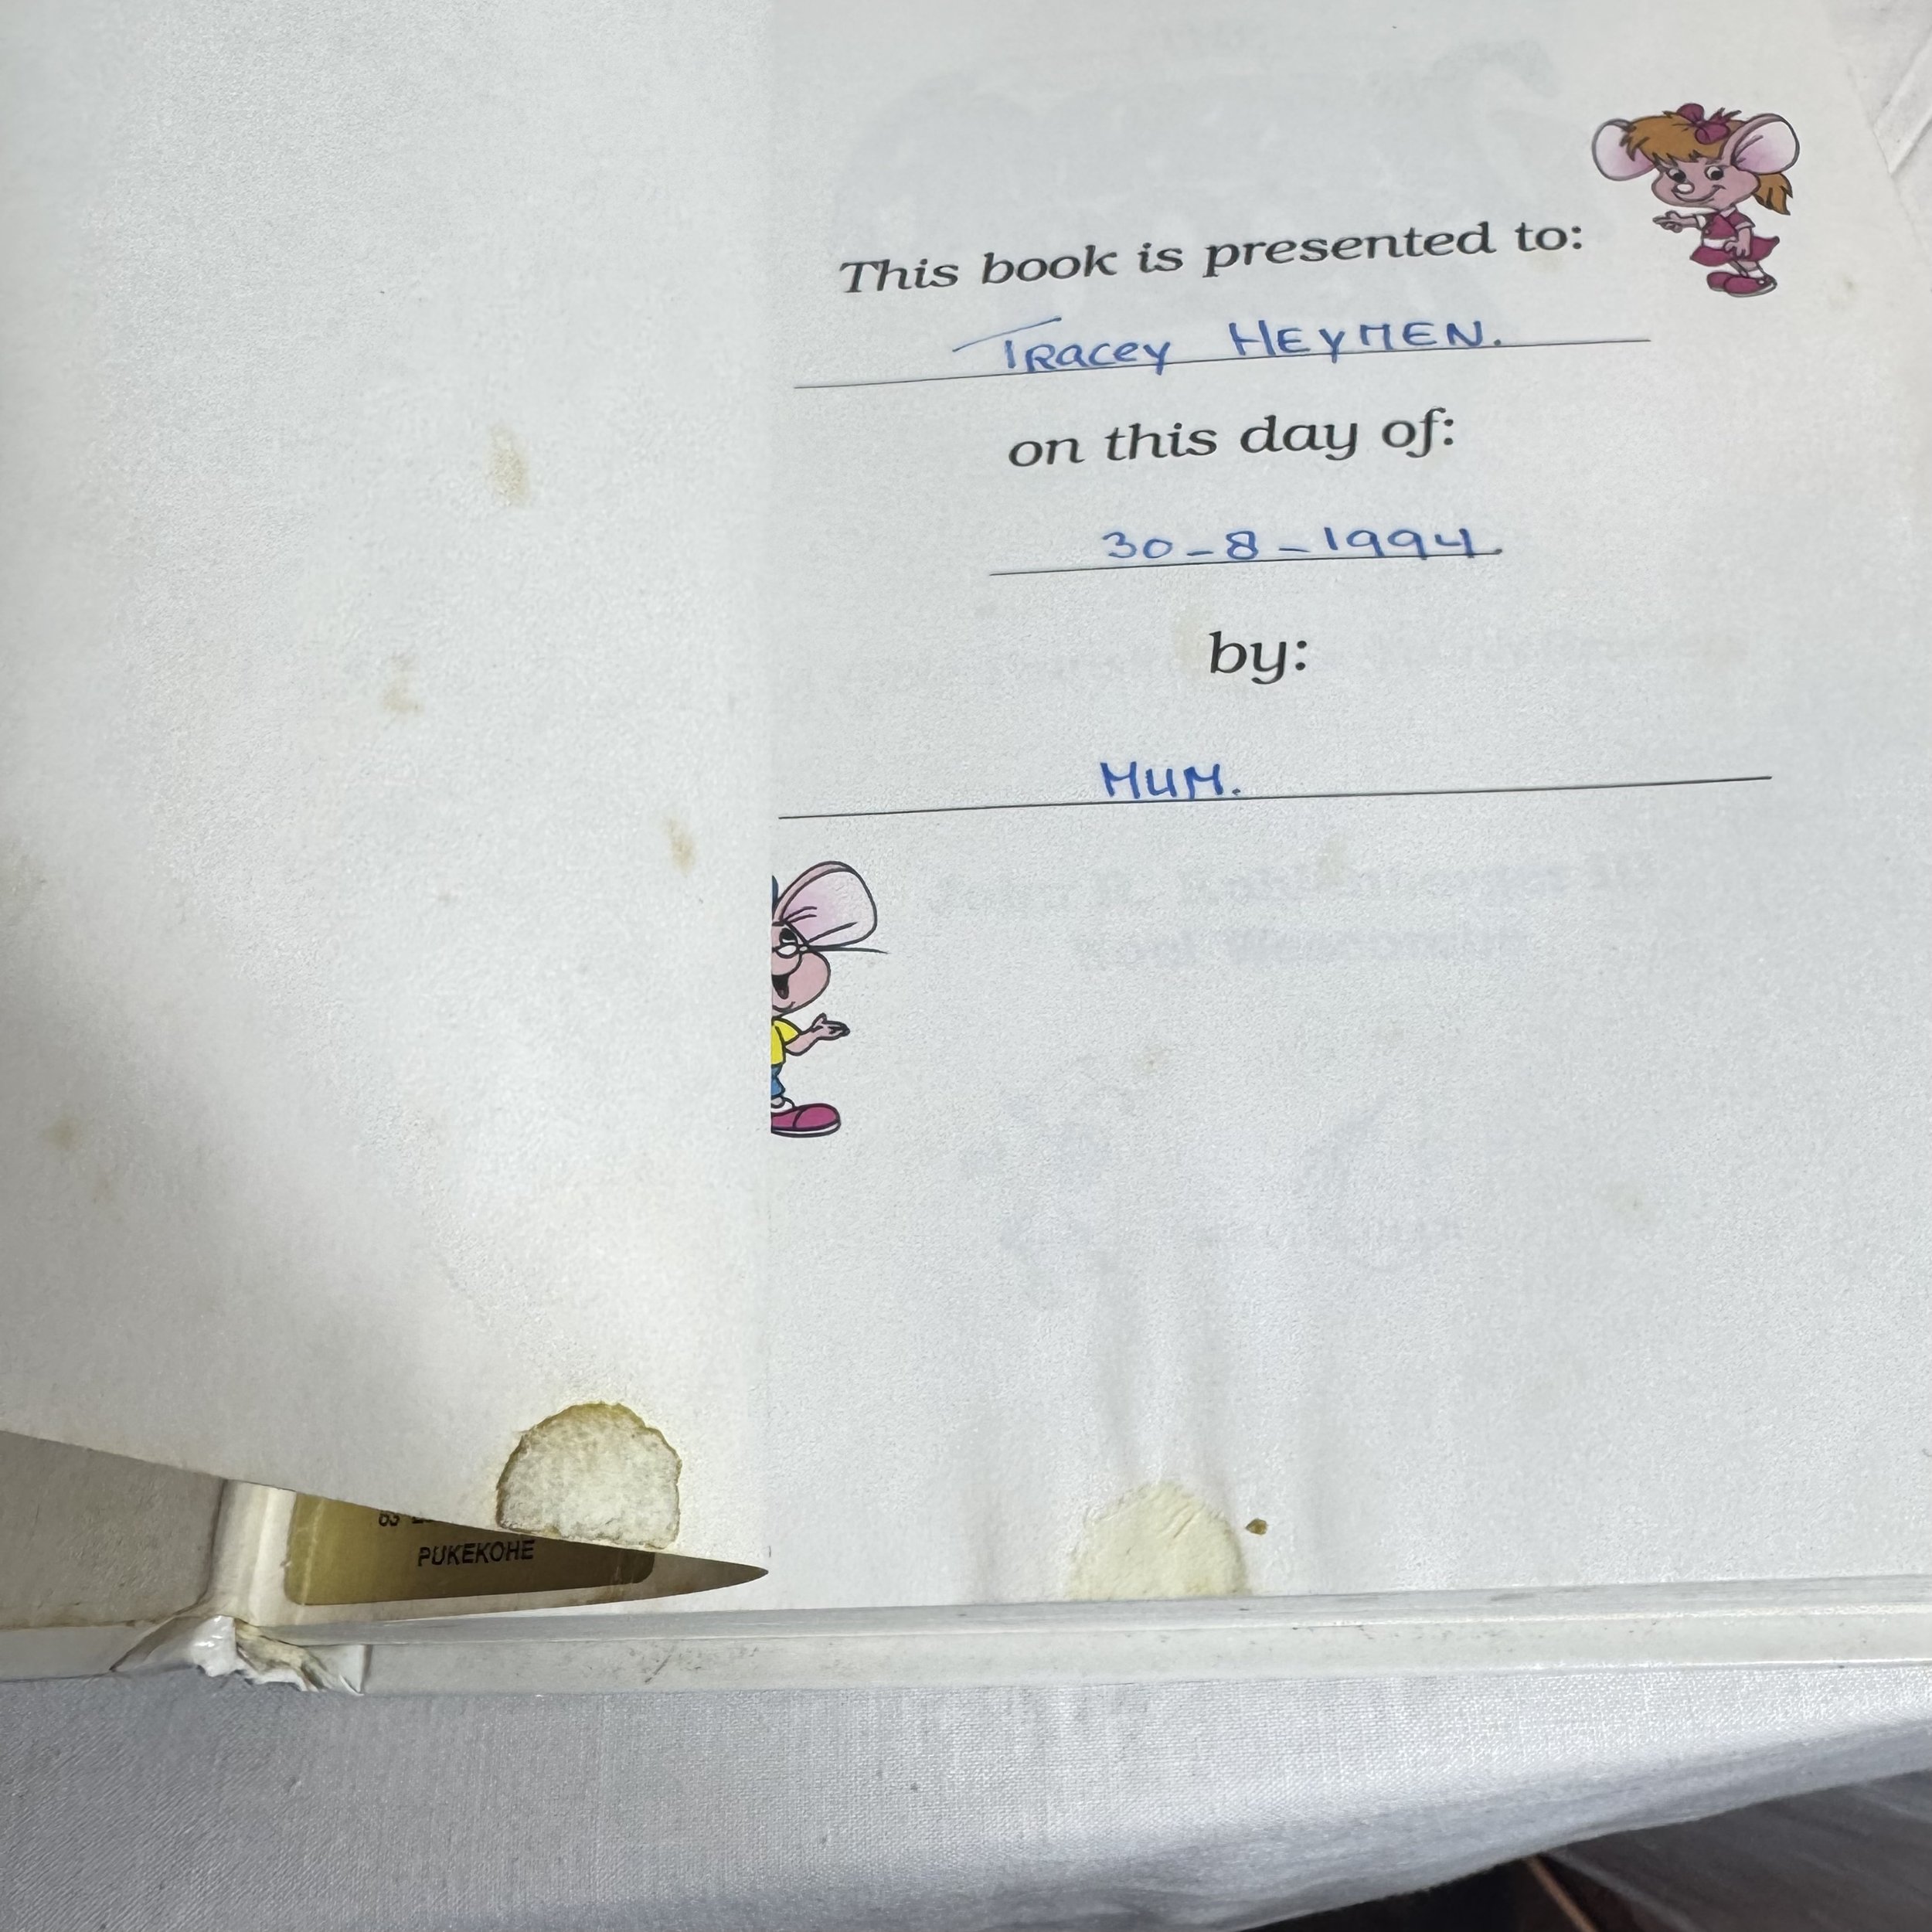 This book is presented to:
Tracey HEYMEN.
on this day of:
30-8-1994.
by:
MUM.
PUKEKOHE